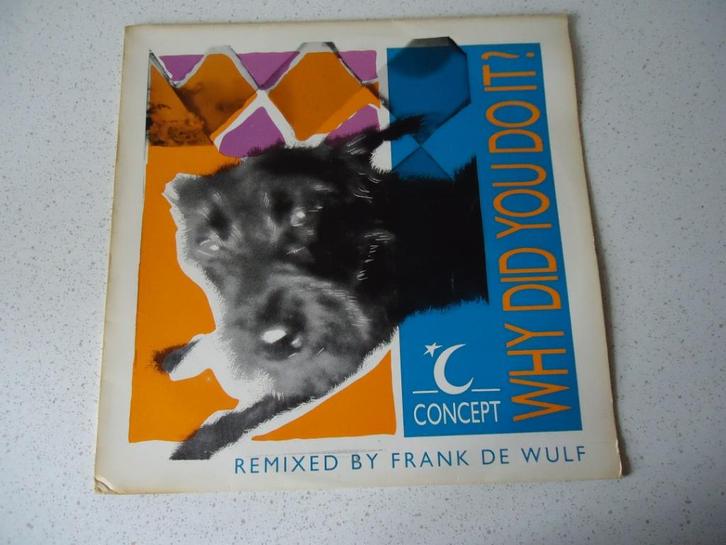 WHY DID YOU DO IT?
CONCEPT
REMIXED BY FRANK DE WULF